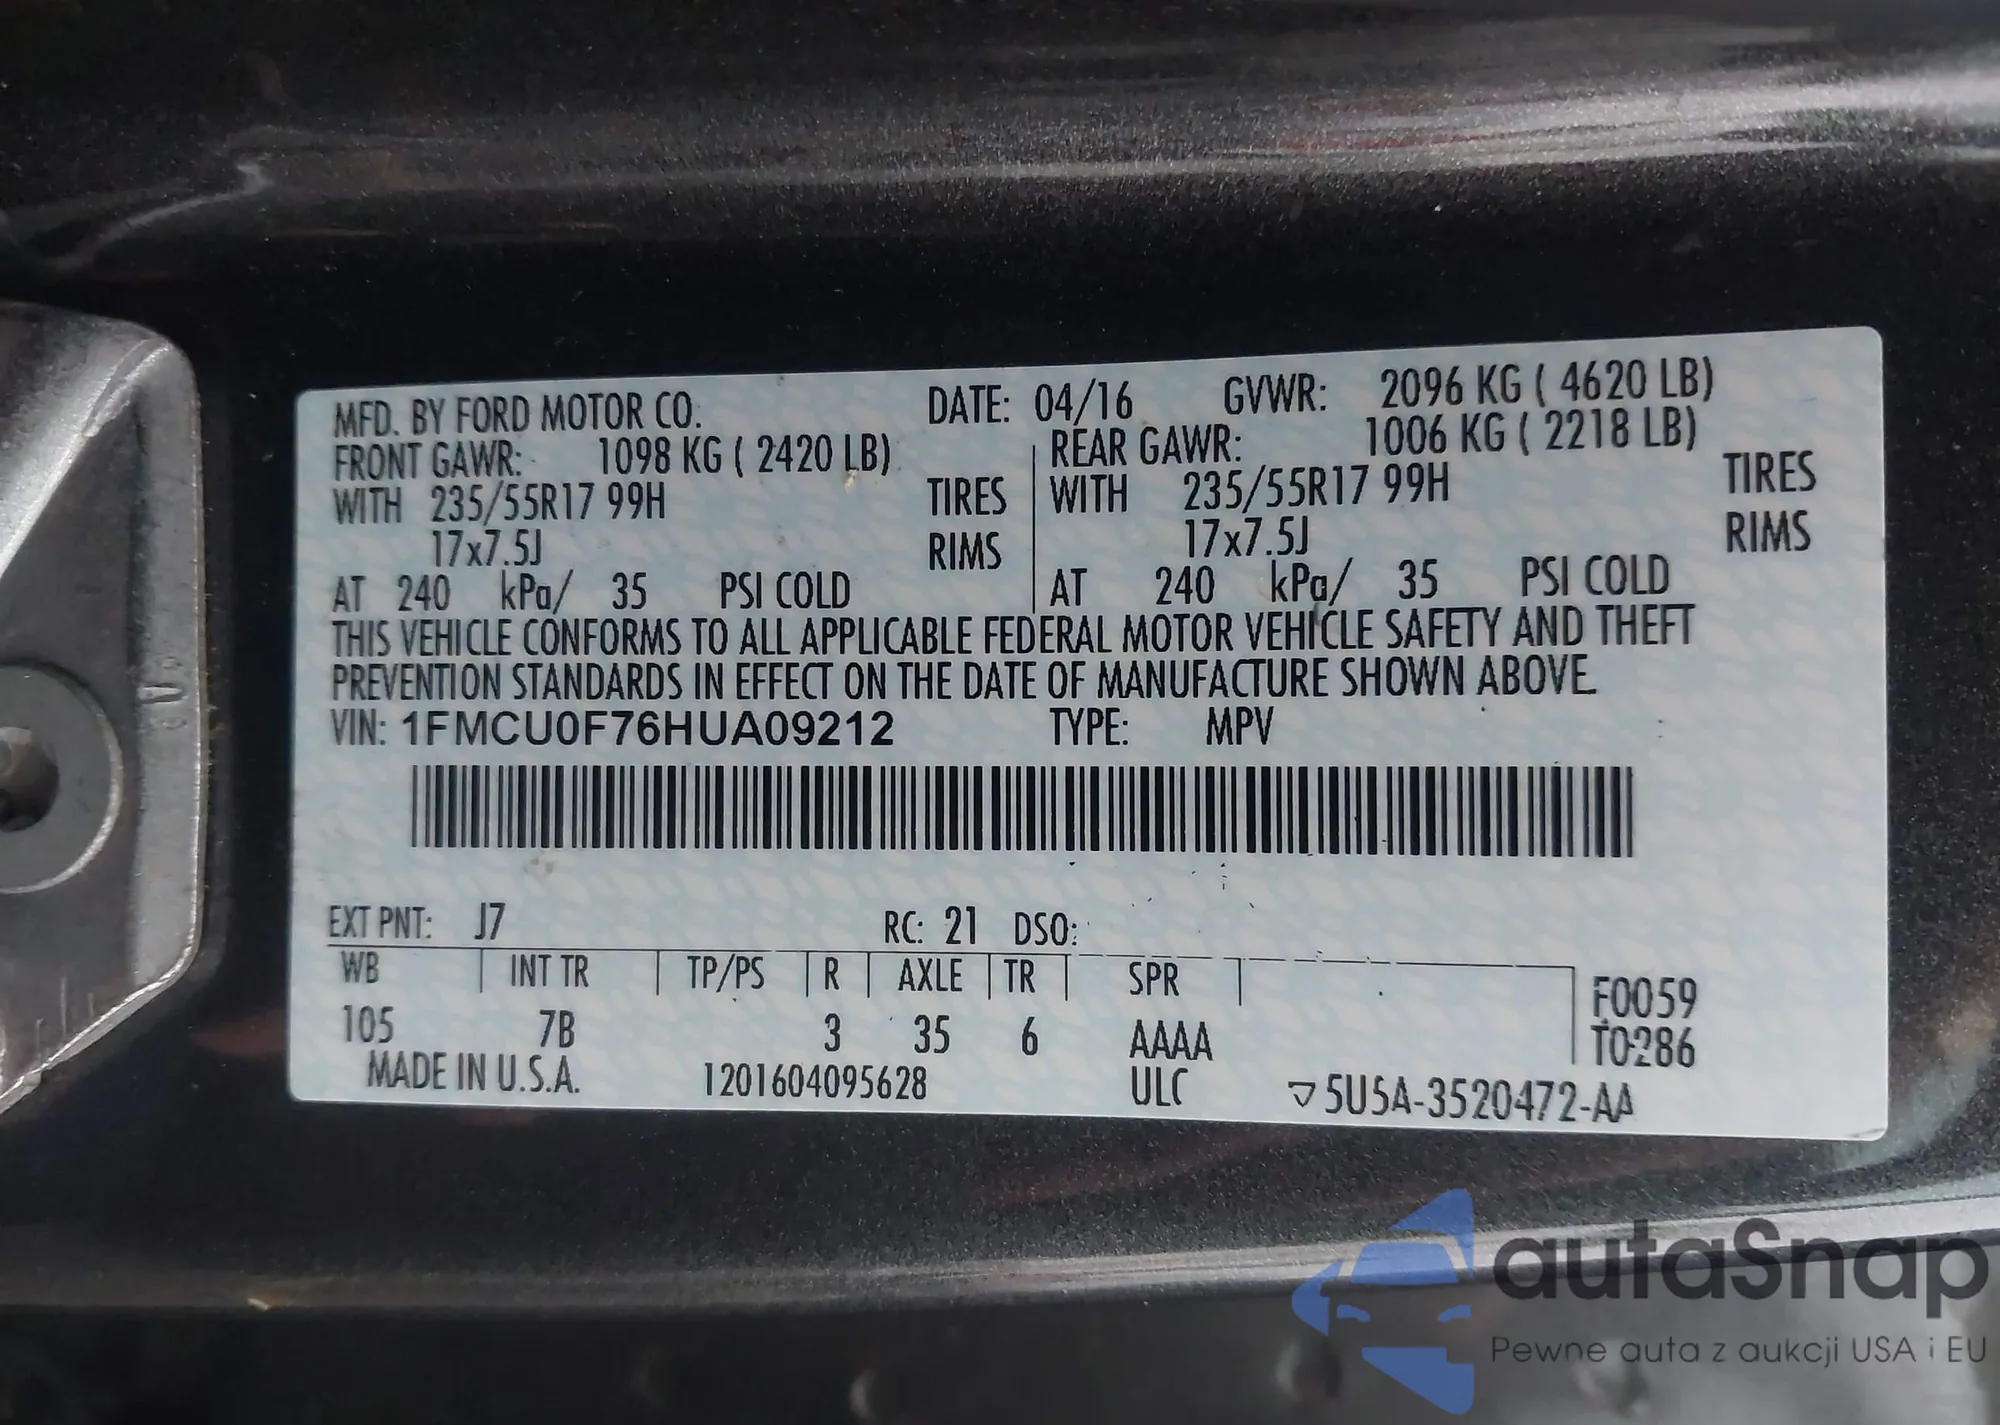 MFD. BY FORD MOTOR CO. DATE: 04/16 GVWR: 2096 KG ( 4620 LB)
FRONT GAWR: 1098 KG ( 2420 LB) REAR GAWR: 1006 KG ( 2218 LB)
WITH 235/55R17 99H TIRES WITH 235/55R17 99H TIRES
17x7.5J RIMS 17x7.5J RIMS
AT 240 kPa/ 35 PSI COLD AT 240 kPa/ 35 PSI COLD
THIS VEHICLE CONFORMS TO ALL APPLICABLE FEDERAL MOTOR VEHICLE SAFETY AND THEFT
PREVENTION STANDARDS IN EFFECT ON THE DATE OF MANUFACTURE SHOWN ABOVE.
VIN: 1FMCU0F76HUA09212 TYPE: MPV
EXT PNT: J7 RC: 21 DSO:
WB INT TR TP/PS R AXLE TR SPR F0059
105 7B 3 35 6 AAAA T0286
MADE IN U.S.A. 1201604095628 ULC ▽5U5A-3520472-AA
autaSnap
Pewne auta z aukcji USA i EU